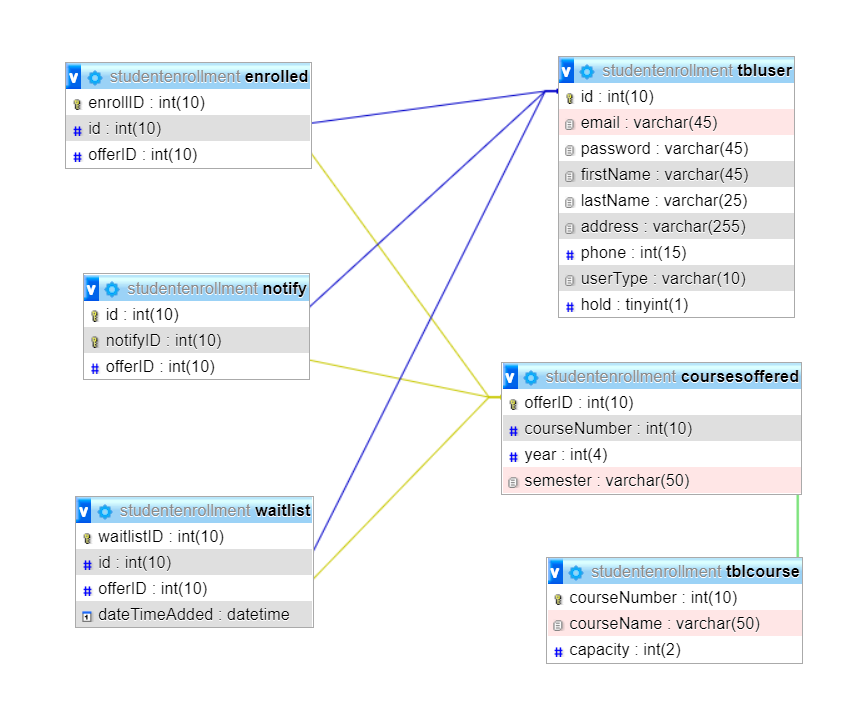 v studentenrollment enrolled
enrollID : int(10)
# id : int(10)
# offerID : int(10)
v studentenrollment tbluser
id : int(10)
email : varchar(45)
password : varchar(45)
firstName : varchar(45)
lastName : varchar(25)
address : varchar(255)
# phone : int(15)
userType : varchar(10)
# hold : tinyint(1)
v studentenrollment notify
id : int(10)
notifyID : int(10)
# offerID : int(10)
v studentenrollment coursesoffered
offerID : int(10)
# courseNumber : int(10)
# year : int(4)
semester : varchar(50)
v studentenrollment waitlist
waitlistID : int(10)
# id : int(10)
# offerID : int(10)
dateTimeAdded : datetime
v studentenrollment tblcourse
courseNumber : int(10)
courseName : varchar(50)
# capacity : int(2)